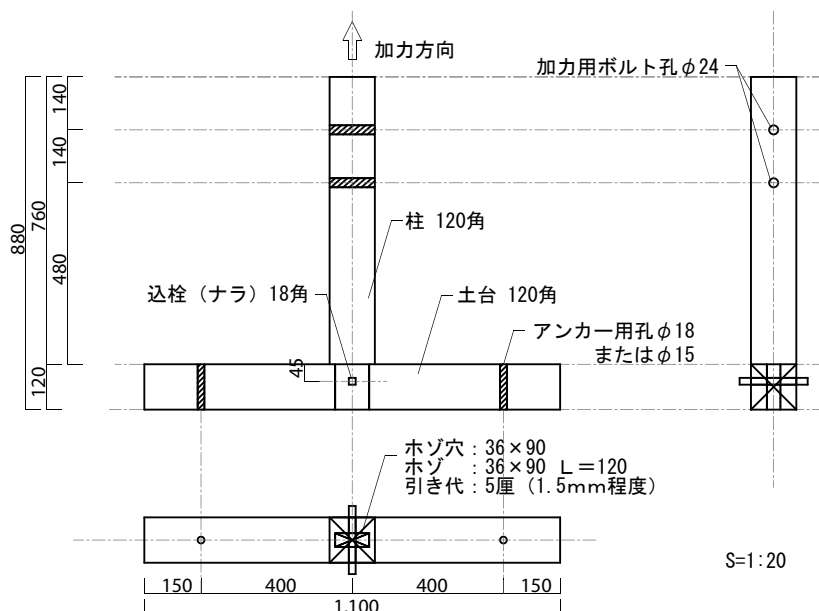 加力方向
加力用ボルト孔φ24
140
140
760
880
480
柱 120角
込栓（ナラ）18角
土台 120角
アンカー用孔φ18
またはφ15
45
120
ホゾ穴：36×90
ホゾ　：36×90 L＝120
引き代：5厘（1.5mm程度）
S=1:20
150
400
400
150
1,100